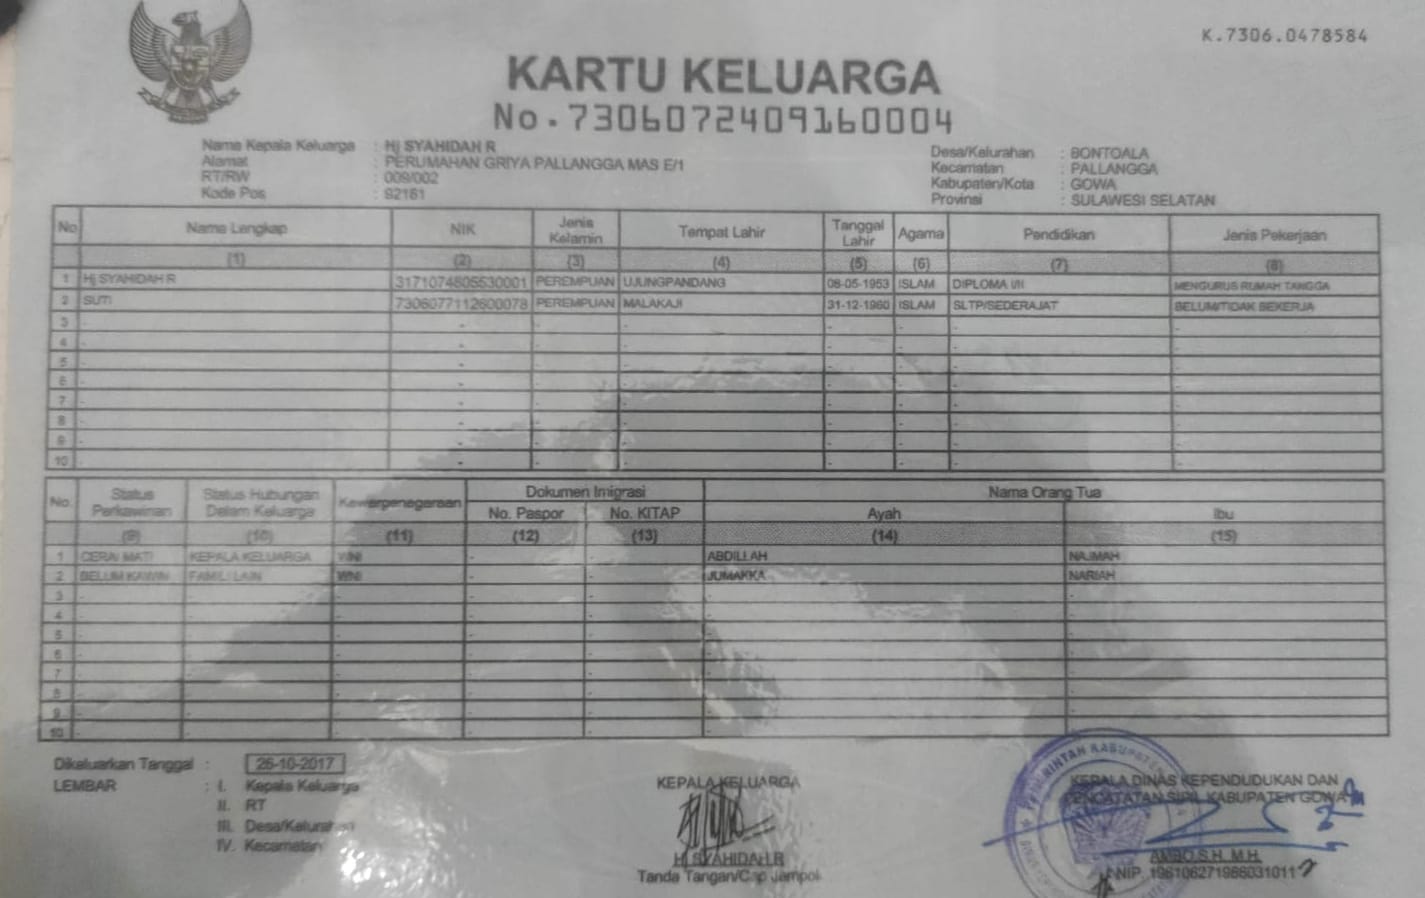 K.7306.0478584
KARTU KELUARGA
No.7306072409160004
Nama Kepala Keluarga : Hj SYAHIDAH R
Alamat : PERUMAHAN GRIYA PALLANGGA MAS E/1
RT/RW : 009/002
Kode Pos : 92161
Desa/Kelurahan : BONTOALA
Kecamatan : PALLANGGA
Kabupaten/Kota : GOWA
Provinsi : SULAWESI SELATAN
No Nama Lengkap NIK Jenis Kelamin Tempat Lahir Tanggal Lahir Agama Pendidikan Jenis Pekerjaan
(1) (2) (3) (4) (5) (6) (7) (8)
1 Hj SYAHIDAH R 3171074805530001 PEREMPUAN UJUNGPANDANG 08-05-1953 ISLAM DIPLOMA I/II MENGURUS RUMAH TANGGA
2 SUTI 7306077112600078 PEREMPUAN MALAKAJI 31-12-1960 ISLAM SLTP/SEDERAJAT BELUM/TIDAK BEKERJA
3 - - - - - - - -
4 - - - - - - - -
5 - - - - - - - -
6 - - - - - - - -
7 - - - - - - - -
8 - - - - - - - -
9 - - - - - - - -
10 - - - - - - - -
No. Status Perkawinan Status Hubungan Dalam Keluarga Kewarganegaraan Dokumen Imigrasi Nama Orang Tua
No. Paspor No. KITAP Ayah Ibu
(9) (10) (11) (12) (13) (14) (15)
1 CERAI MATI KEPALA KELUARGA WNI - - ABDILLAH NAJMAH
2 BELUM KAWIN FAMILI LAIN WNI - - JUMAKKA NARIAH
3 - - - - - - -
4 - - - - - - -
5 - - - - - - -
6 - - - - - - -
7 - - - - - - -
8 - - - - - - -
9 - - - - - - -
10 - - - - - - -
Dikeluarkan Tanggal : 26-10-2017
LEMBAR : I. Kepala Keluarga
II. RT
III. Desa/Kelurahan
IV. Kecamatan
KEPALA KELUARGA
Hj SYAHIDAH R
Tanda Tangan/Cap Jempol
KEPALA DINAS KEPENDUDUKAN DAN
PENCATATAN SIPIL KABUPATEN GOWA
AMBO,S.H, M.H.
NIP. 196106271986031011